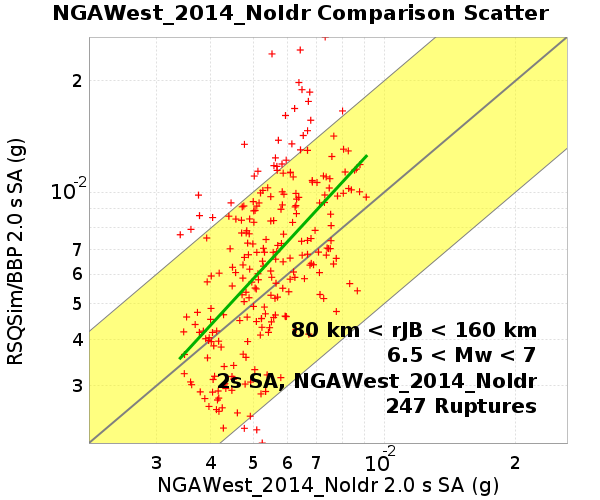 NGAWest_2014_NoIdr Comparison Scatter
RSQSim/BBP 2.0 s SA (g)
2
10-2
7
6
5
4
3
80 km < rJB < 160 km
6.5 < Mw < 7
2s SA, NGAWest_2014_NoIdr
247 Ruptures
3 4 5 6 7 10-2 2
NGAWest_2014_NoIdr 2.0 s SA (g)